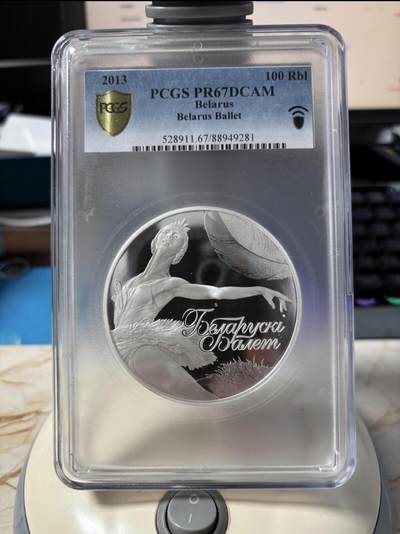 2013 100 Rbl
PCGS PCGS PR67DCAM
Belarus
Belarus Ballet
528911.67/88949281
Беларускі
Балет